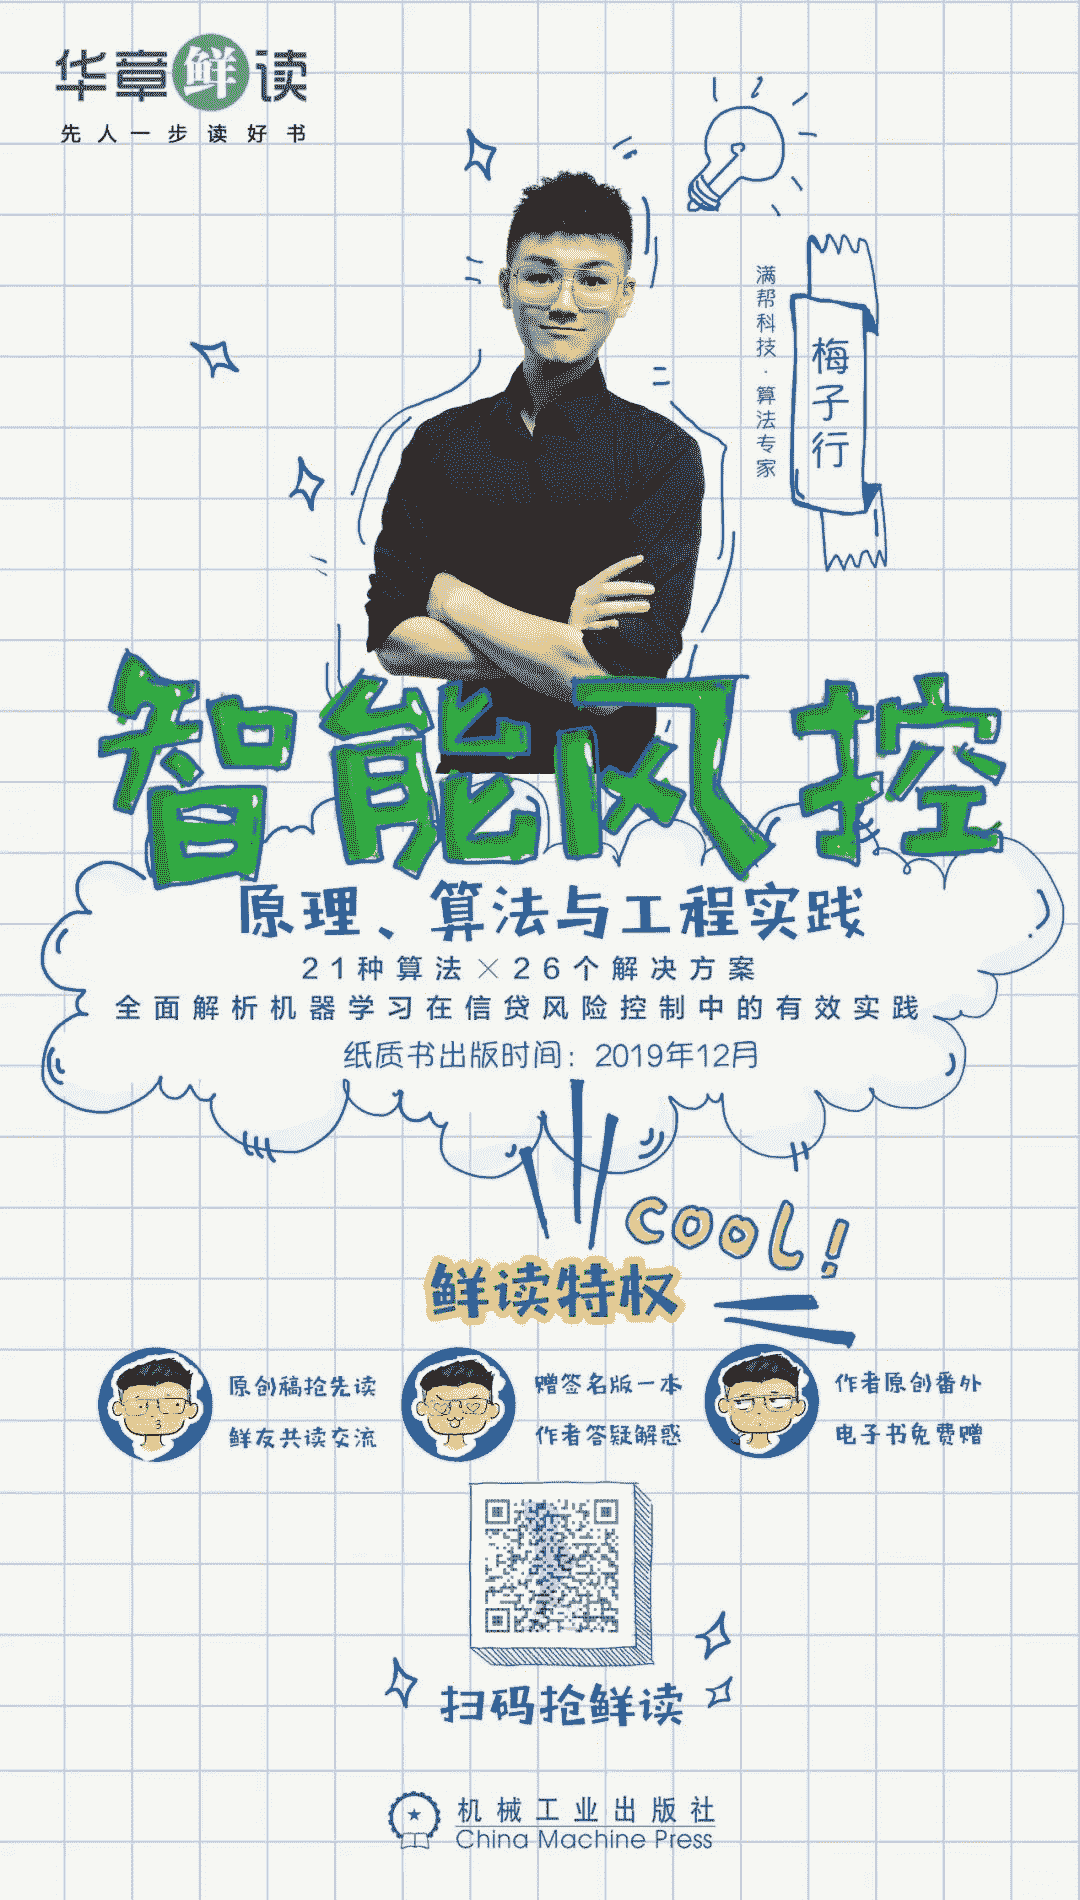 华章鲜读
先人一步读好书
满帮科技·算法专家
梅子行
智能风控
原理、算法与工程实践
21种算法×26个解决方案
全面解析机器学习在信贷风险控制中的有效实践
纸质书出版时间：2019年12月
COOL!
鲜读特权
原创稿抢先读
鲜友共读交流
赠签名版一本
作者答疑解惑
作者原创番外
电子书免费赠
扫码抢鲜读
机械工业出版社
China Machine Press